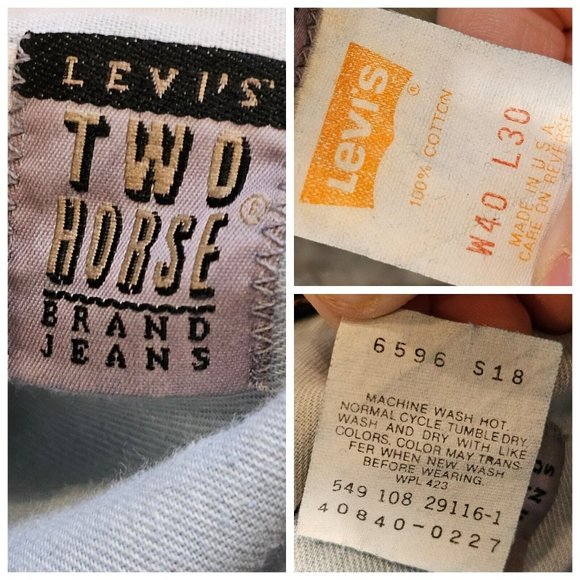 LEVI'S
TWO
HORSE®
BRAND
JEANS
Levi's®
100% COTTON
W40 L30
MADE IN U.S.A.
CARE ON REVERSE
6596 S18
MACHINE WASH HOT.
NORMAL CYCLE TUMBLE DRY.
WASH AND DRY WITH LIKE
COLORS. COLOR MAY TRANS-
FER WHEN NEW. WASH
BEFORE WEARING.
WPL 423
549 108 29116-1
40840-0227